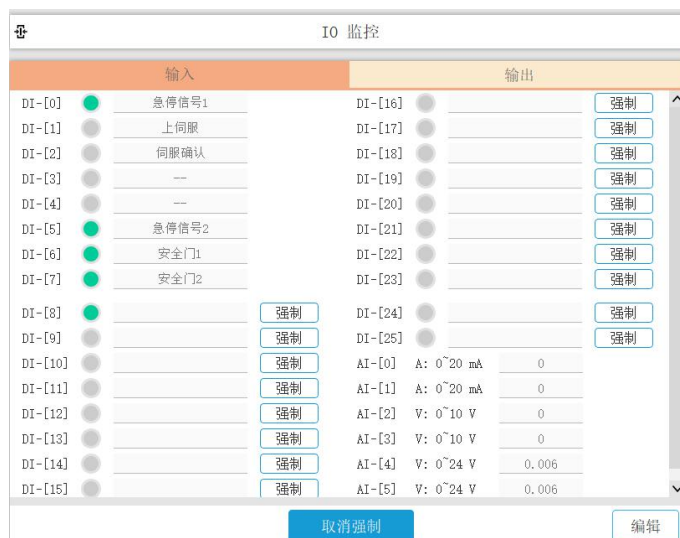 IO 监控
输入 输出
DI-[0] 急停信号1 DI-[16] 强制
DI-[1] 上伺服 DI-[17] 强制
DI-[2] 伺服确认 DI-[18] 强制
DI-[3] -- DI-[19] 强制
DI-[4] -- DI-[20] 强制
DI-[5] 急停信号2 DI-[21] 强制
DI-[6] 安全门1 DI-[22] 强制
DI-[7] 安全门2 DI-[23] 强制
DI-[8] 强制 DI-[24] 强制
DI-[9] 强制 DI-[25] 强制
DI-[10] 强制 AI-[0] A: 0~20 mA 0
DI-[11] 强制 AI-[1] A: 0~20 mA 0
DI-[12] 强制 AI-[2] V: 0~10 V 0
DI-[13] 强制 AI-[3] V: 0~10 V 0
DI-[14] 强制 AI-[4] V: 0~24 V 0.006
DI-[15] 强制 AI-[5] V: 0~24 V 0.006
取消强制 编辑